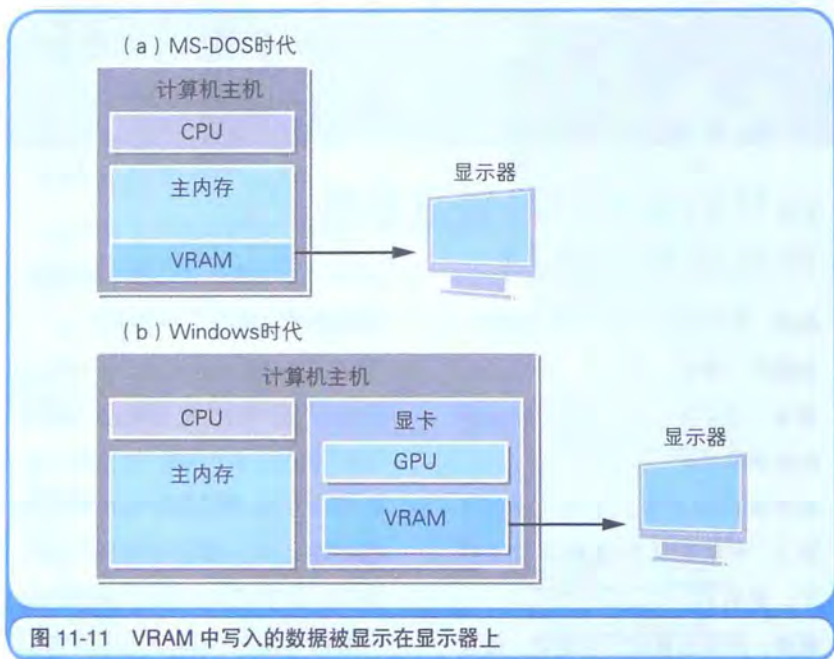 （a）MS-DOS时代
计算机主机
CPU
主内存
VRAM
显示器
（b）Windows时代
计算机主机
CPU
主内存
显卡
GPU
VRAM
显示器
图 11-11 VRAM 中写入的数据被显示在显示器上